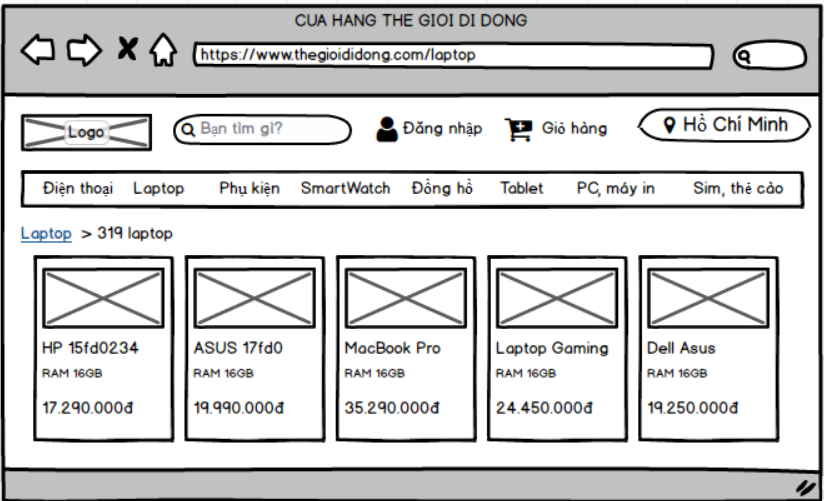 CUA HANG THE GIOI DI DONG
https://www.thegioididong.com/laptop
Logo Bạn tìm gì? Đăng nhập Giỏ hàng Hồ Chí Minh
Điện thoại Laptop Phụ kiện SmartWatch Đồng hồ Tablet PC, máy in Sim, thẻ cào
Laptop > 319 laptop
HP 15fd0234 ASUS 17fd0 MacBook Pro Laptop Gaming Dell Asus
RAM 16GB RAM 16GB RAM 16GB RAM 16GB RAM 16GB
17.290.000đ 19.990.000đ 35.290.000đ 24.450.000đ 19.250.000đ